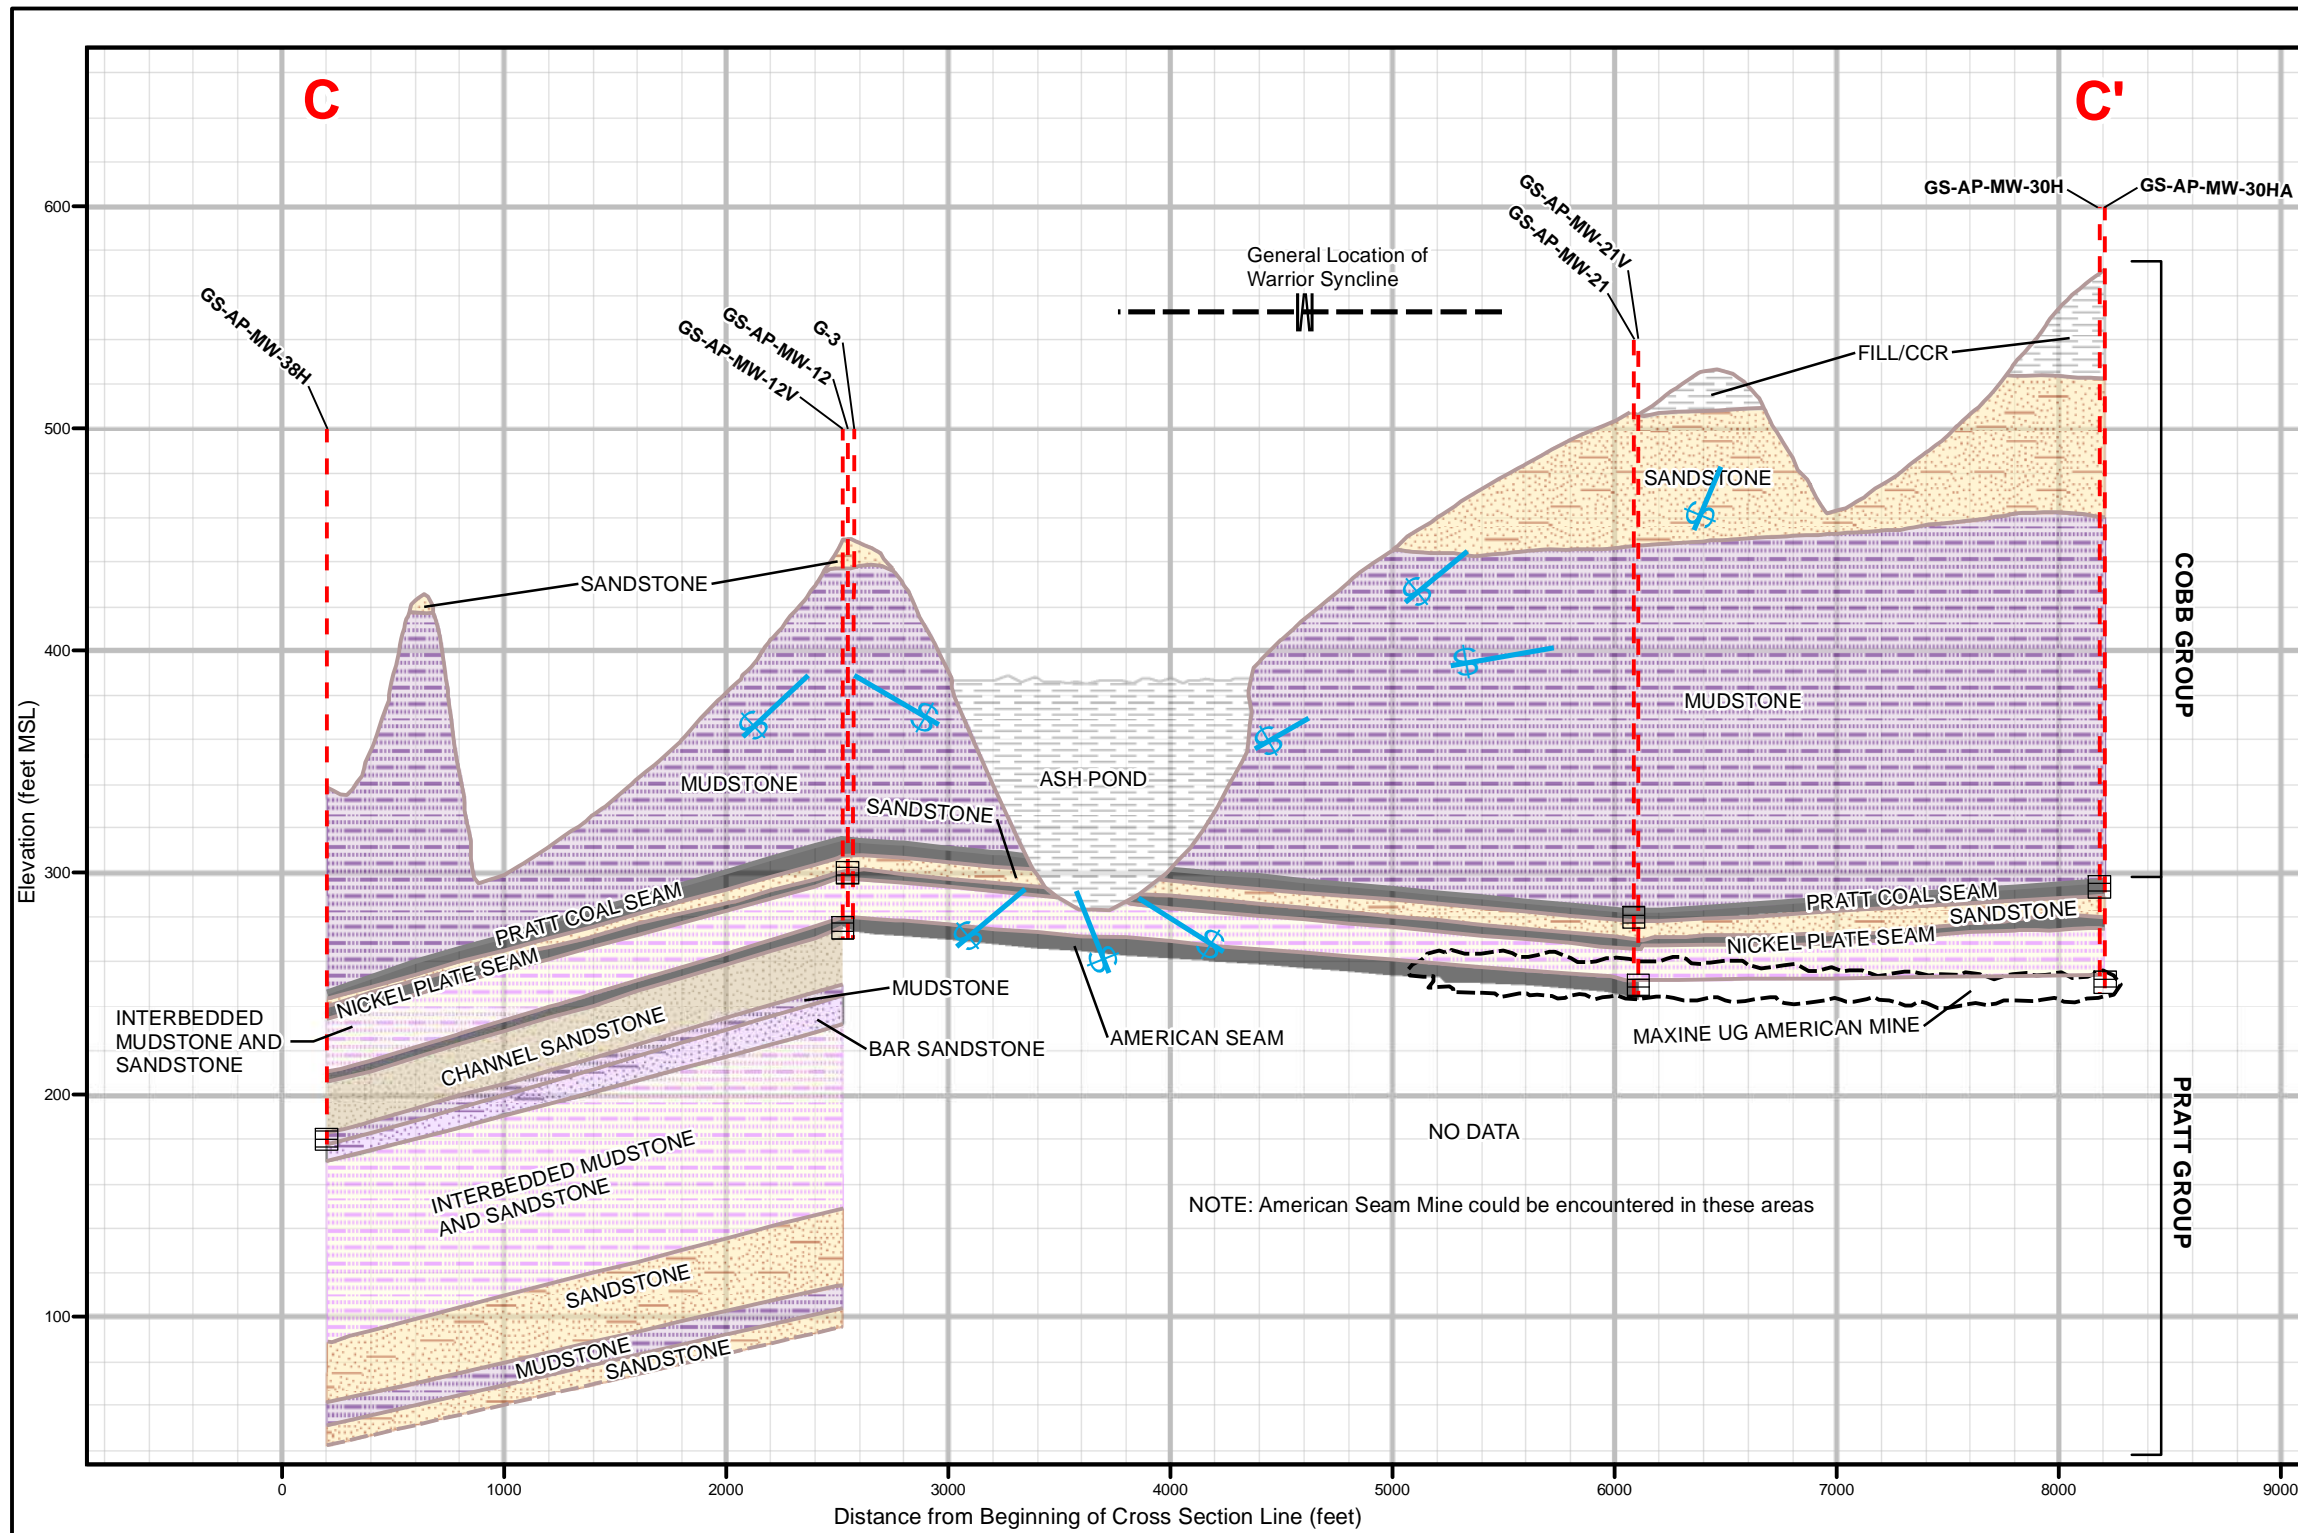 C
C'
GS-AP-MW-30H
GS-AP-MW-30HA
GS-AP-MW-21V
GS-AP-MW-21
General Location of
Warrior Syncline
GS-AP-MW-38H
GS-AP-MW-12V
GS-AP-MW-12
G-3
FILL/CCR
SANDSTONE
SANDSTONE
COBB GROUP
MUDSTONE
MUDSTONE
ASH POND
SANDSTONE
PRATT COAL SEAM
NICKEL PLATE SEAM
PRATT COAL SEAM
SANDSTONE
NICKEL PLATE SEAM
INTERBEDDED
MUDSTONE AND
SANDSTONE
CHANNEL SANDSTONE
MUDSTONE
BAR SANDSTONE
AMERICAN SEAM
MAXINE UG AMERICAN MINE
INTERBEDDED MUDSTONE
AND SANDSTONE
NO DATA
NOTE: American Seam Mine could be encountered in these areas
PRATT GROUP
SANDSTONE
MUDSTONE
SANDSTONE
Elevation (feet MSL)
600
500
400
300
200
100
0
1000
2000
3000
4000
5000
6000
7000
8000
9000
Distance from Beginning of Cross Section Line (feet)
$
$
$
$
$
$
$
$
$